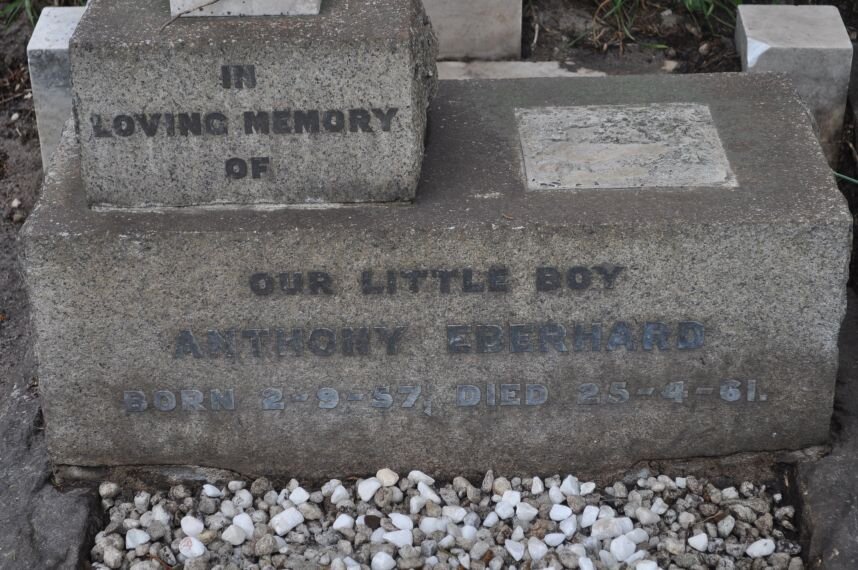 IN
LOVING MEMORY
OF
OUR LITTLE BOY
ANTHONY EBERHARD
BORN 2-9-57, DIED 25-4-61.